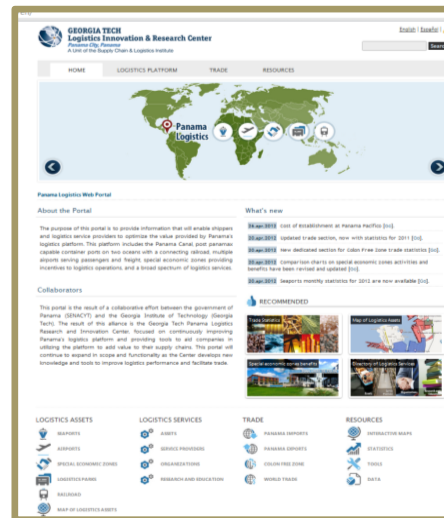 GEORGIA TECH
Logistics Innovation & Research Center
Panama City, Panama
A Unit of the Supply Chain & Logistics Institute
English | Español |
Sear
HOME LOGISTICS PLATFORM TRADE RESOURCES
Panama
Logistics
Panama Logistics Web Portal
About the Portal
The purpose of this portal is to provide information that will enable shippers
and logistics service providers to optimize the value provided by Panama's
logistics platform. This platform includes the Panama Canal, post panamax
capable container ports on two oceans with a connecting railroad, multiple
airports serving passengers and freight, special economic zones providing
incentives to logistics operations, and a broad spectrum of logistics services.
Collaborators
This portal is the result of a collaborative effort between the government of
Panama (SENACYT) and the Georgia Institute of Technology (Georgia
Tech). The result of this alliance is the Georgia Tech Panama Logistics
Research and Innovation Center, focused on continuously improving
Panama's logistics platform and providing tools to aid companies in
utilizing the platform to add value to their supply chains. This portal will
continue to expand in scope and functionality as the Center develops new
knowledge and tools to improve logistics performance and facilitate trade.
What's new
Cost of Establishment at Panama Pacifico [Go].
Updated trade section, now with statistics for 2011 [Go].
New dedicated section for Colon Free Zone trade statistics [Go].
Comparison charts on special economic zones activities and
benefits have been revised and updated [Go].
Seaports monthly statistics for 2012 are now available [Go].
RECOMMENDED
Trade Statistics
Map of Logistics Assets
Special economic zones benefits
Directory of Logistics Services
LOGISTICS ASSETS
SEAPORTS
AIRPORTS
SPECIAL ECONOMIC ZONES
LOGISTICS PARKS
RAILROAD
MAP OF LOGISTICS ASSETS
LOGISTICS SERVICES
ASSETS
SERVICE PROVIDERS
ORGANIZATIONS
RESEARCH AND EDUCATION
TRADE
PANAMA IMPORTS
PANAMA EXPORTS
COLON FREE ZONE
WORLD TRADE
RESOURCES
INTERACTIVE MAPS
STATISTICS
TOOLS
DATA